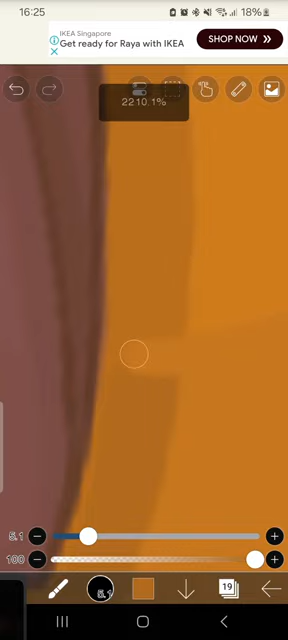 16:25
18%
IKEA Singapore
Get ready for Raya with IKEA
SHOP NOW
2210.1%
5.1
100
5.1
19